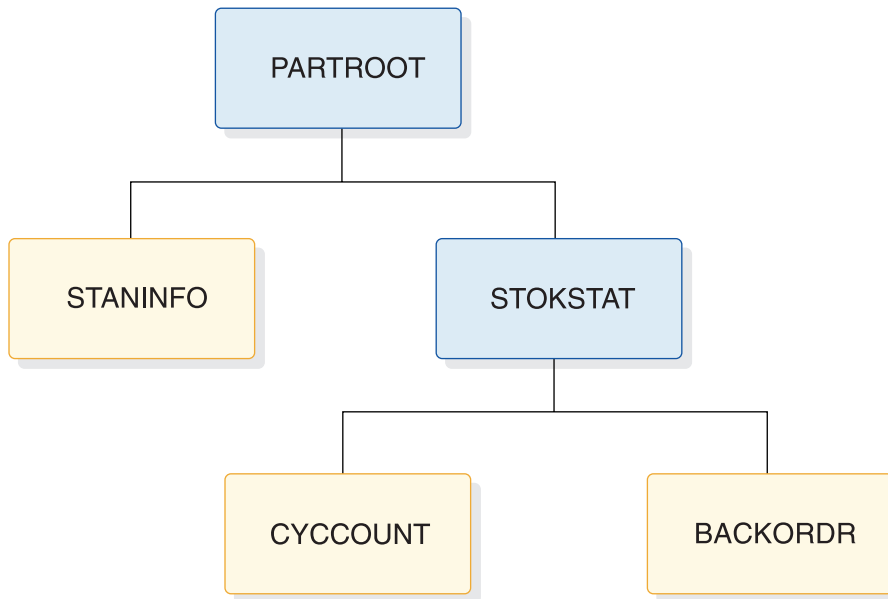 PARTROOT
STANINFO
STOKSTAT
CYCCOUNT
BACKORDR